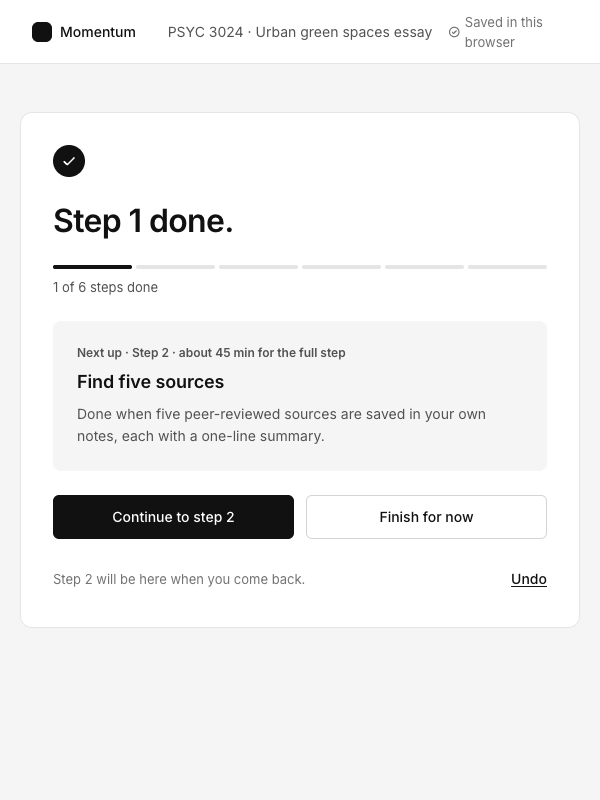 Momentum
PSYC 3024 · Urban green spaces essay
Saved in this
browser
Step 1 done.
1 of 6 steps done
Next up · Step 2 · about 45 min for the full step
Find five sources
Done when five peer-reviewed sources are saved in your own
notes, each with a one-line summary.
Continue to step 2
Finish for now
Step 2 will be here when you come back.
Undo